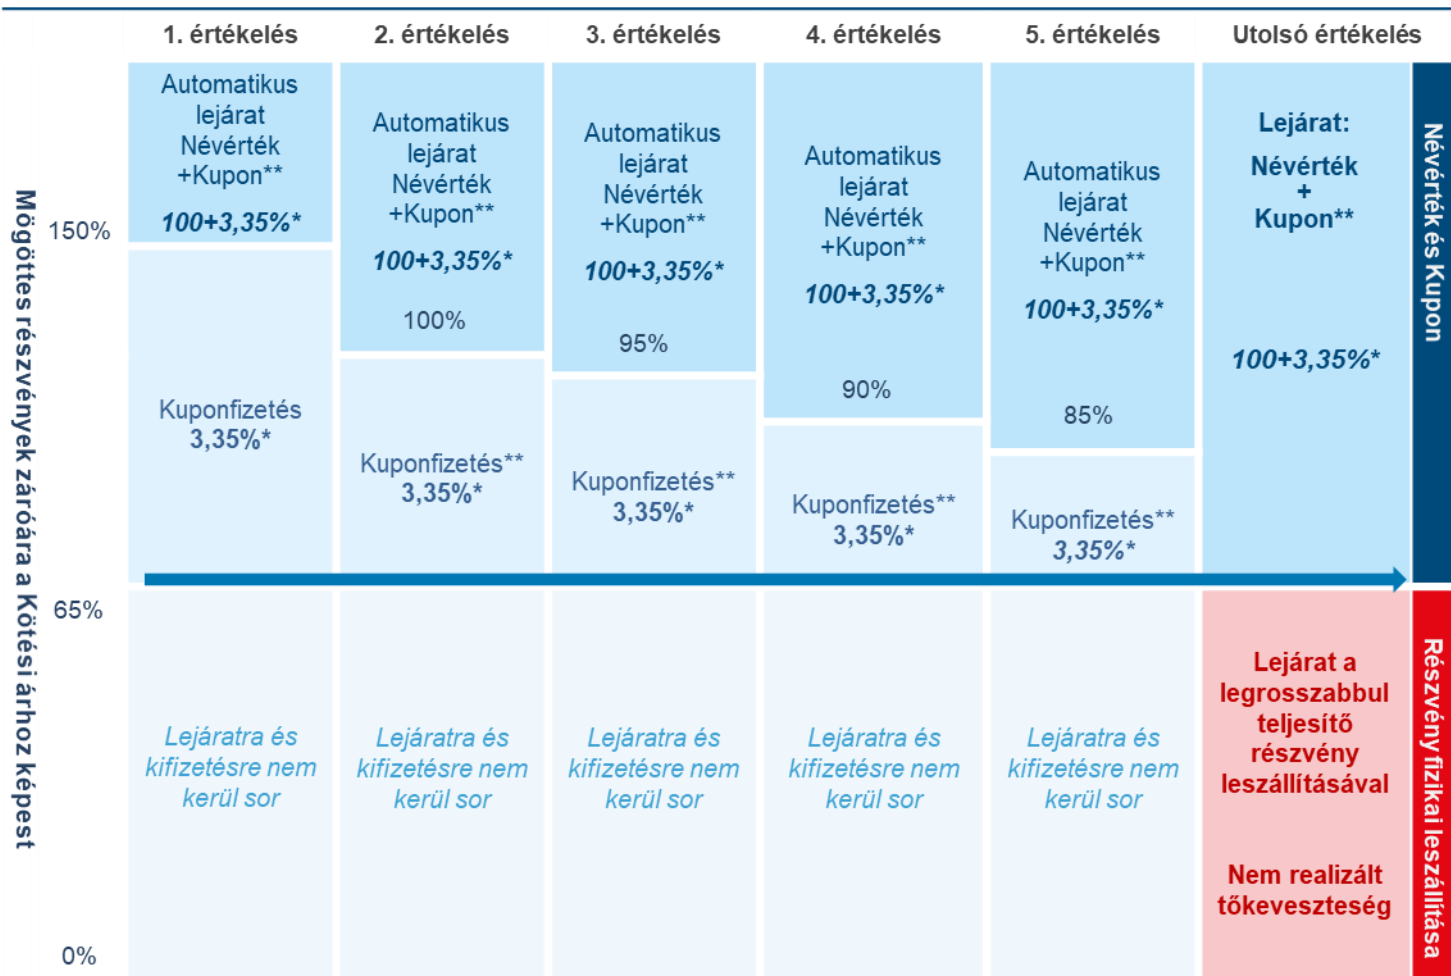 1. értékelés
2. értékelés
3. értékelés
4. értékelés
5. értékelés
Utolsó értékelés
Mögöttes részvények záróára a Kötési árhoz képest
150%
65%
0%
Automatikus
lejárat
Névérték
+Kupon**
100+3,35%*
Kuponfizetés
3,35%*
Lejáratra és
kifizetésre nem
kerül sor
Automatikus
lejárat
Névérték
+Kupon**
100+3,35%*
100%
Kuponfizetés**
3,35%*
Lejáratra és
kifizetésre nem
kerül sor
Automatikus
lejárat
Névérték
+Kupon**
100+3,35%*
95%
Kuponfizetés**
3,35%*
Lejáratra és
kifizetésre nem
kerül sor
Automatikus
lejárat
Névérték
+Kupon**
100+3,35%*
90%
Kuponfizetés**
3,35%*
Lejáratra és
kifizetésre nem
kerül sor
Automatikus
lejárat
Névérték
+Kupon**
100+3,35%*
85%
Kuponfizetés**
3,35%*
Lejáratra és
kifizetésre nem
kerül sor
Lejárat:
Névérték
+
Kupon**
100+3,35%*
Lejárat a
legrosszabbul
teljesítő
részvény
leszállításával
Nem realizált
tőkeveszteség
Névérték és Kupon
Részvény fizikai leszállítása